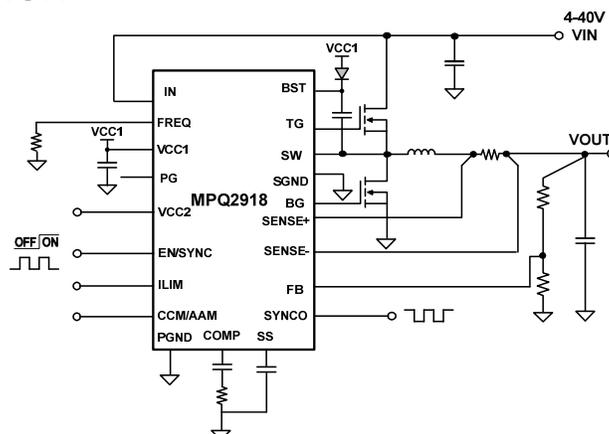 4-40V
VIN
VCC1
IN
BST
FREQ
VCC1
TG
VCC1
SW
VOUT
PG
SGND
MPQ2918
BG
VCC2
SENSE+
OFF ON
EN/SYNC
SENSE-
ILIM
FB
CCM/AAM
SYNCO
PGND
COMP
SS